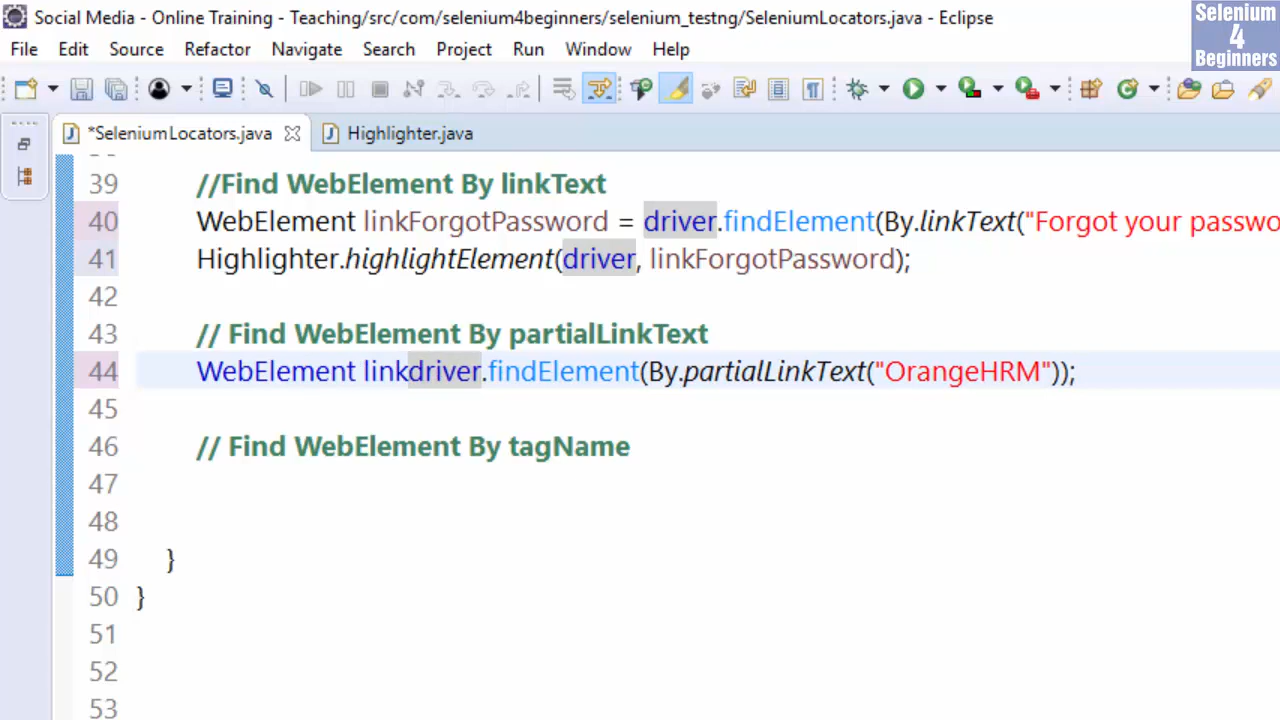 Social Media - Online Training - Teaching/src/com/selenium4beginners/selenium_testng/SeleniumLocators.java - Eclipse
Selenium
4
Beginners
File Edit Source Refactor Navigate Search Project Run Window Help
*SeleniumLocators.java Highlighter.java
39 //Find WebElement By linkText
40 WebElement linkForgotPassword = driver.findElement(By.linkText("Forgot your passwo
41 Highlighter.highlightElement(driver, linkForgotPassword);
42
43 // Find WebElement By partialLinkText
44 WebElement linkdriver.findElement(By.partialLinkText("OrangeHRM"));
45
46 // Find WebElement By tagName
47
48
49 }
50 }
51
52
53